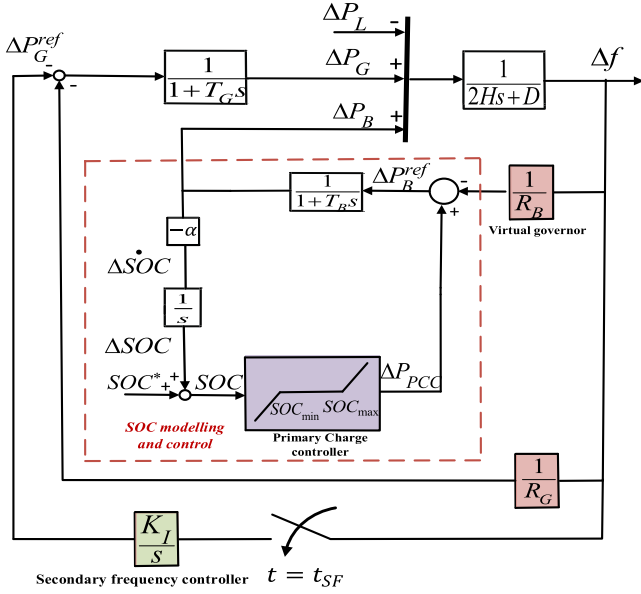 ΔP_L -
ΔP_G^{ref} - -
1 / 1+T_G s
ΔP_G +
ΔP_B +
1 / 2Hs+D
Δf
1 / 1+T_B s
ΔP_B^{ref}
- +
1 / R_B
Virtual governor
-α
ΔSȮC
1 / s
ΔSOC
SOC* + +
SOC
SOC_min SOC_max
ΔP_PCC
SOC modelling
and control
Primary Charge
controller
1 / R_G
K_I / s
Secondary frequency controller
t = t_SF